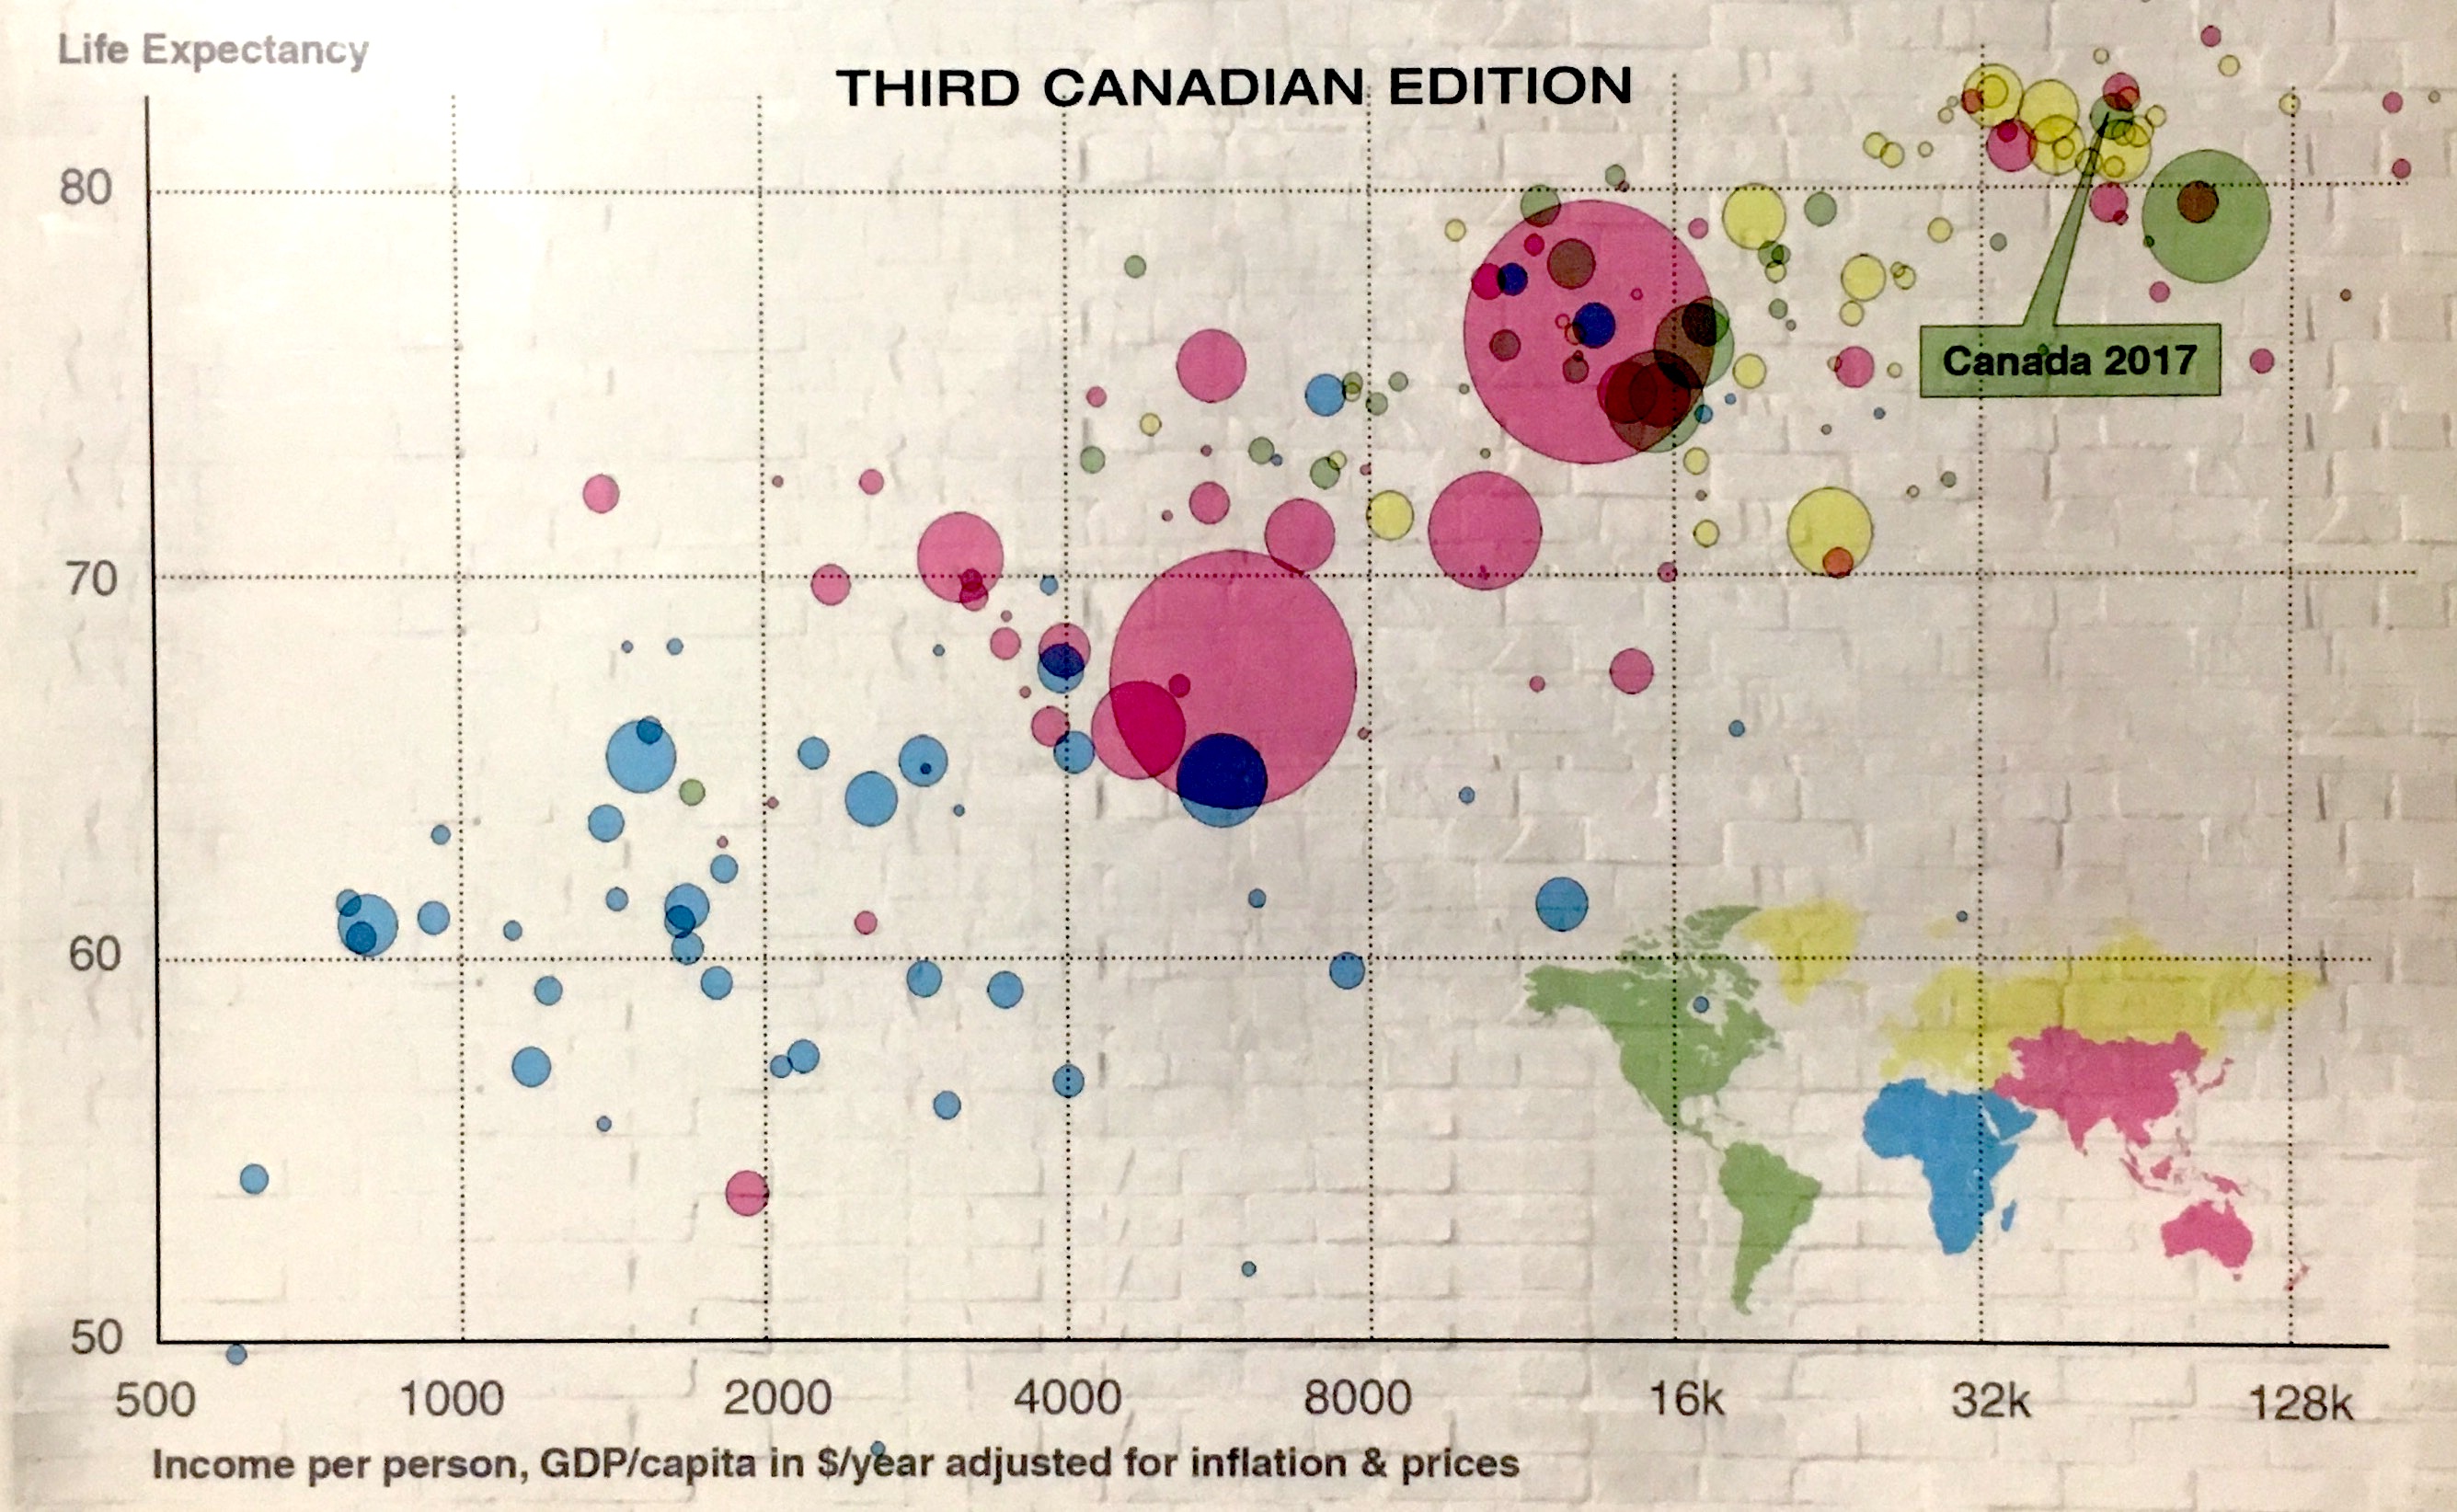 Life Expectancy
THIRD CANADIAN EDITION
80
Canada 2017
70
60
50
500 1000 2000 4000 8000 16k 32k 128k
Income per person, GDP/capita in $/year adjusted for inflation & prices